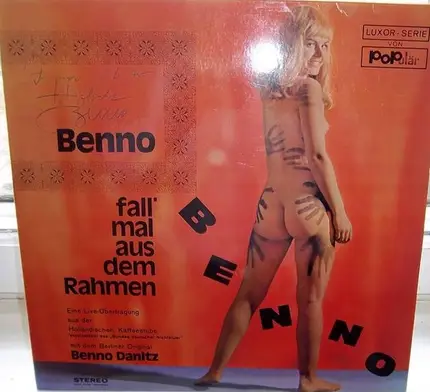 LUXOR-SERIE
VON
POPulär
Benno
fall'
mal
aus
dem
Rahmen
BENNO
Eine Live-Übertragung
aus der
mit dem Berliner Original
Benno Danitz
STEREO